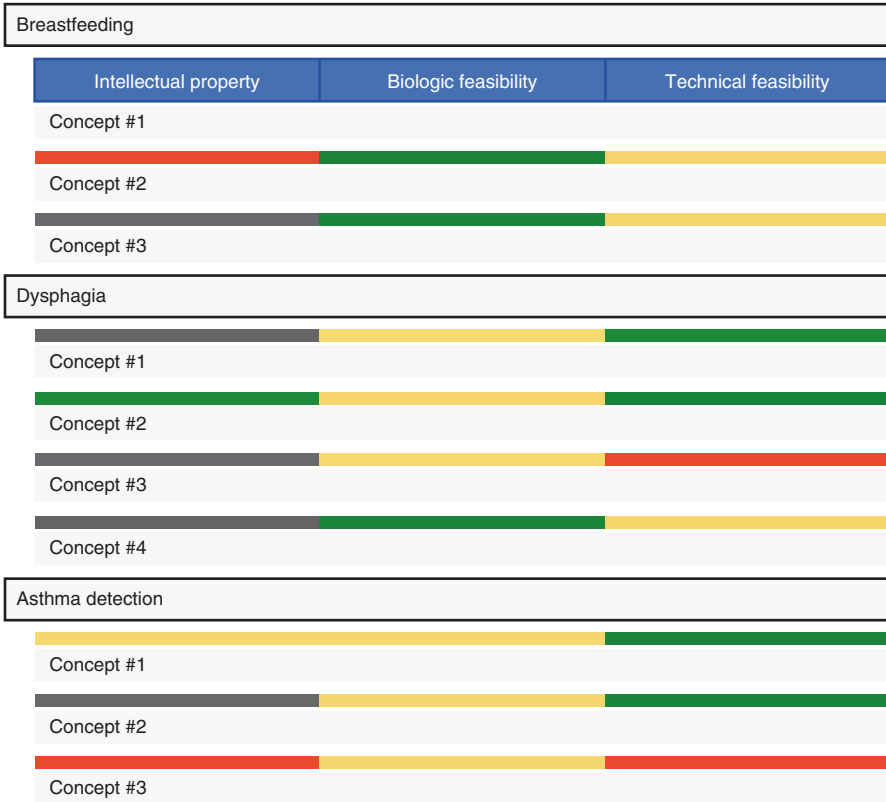 Breastfeeding
Intellectual property Biologic feasibility Technical feasibility
Concept #1
Concept #2
Concept #3
Dysphagia
Concept #1
Concept #2
Concept #3
Concept #4
Asthma detection
Concept #1
Concept #2
Concept #3